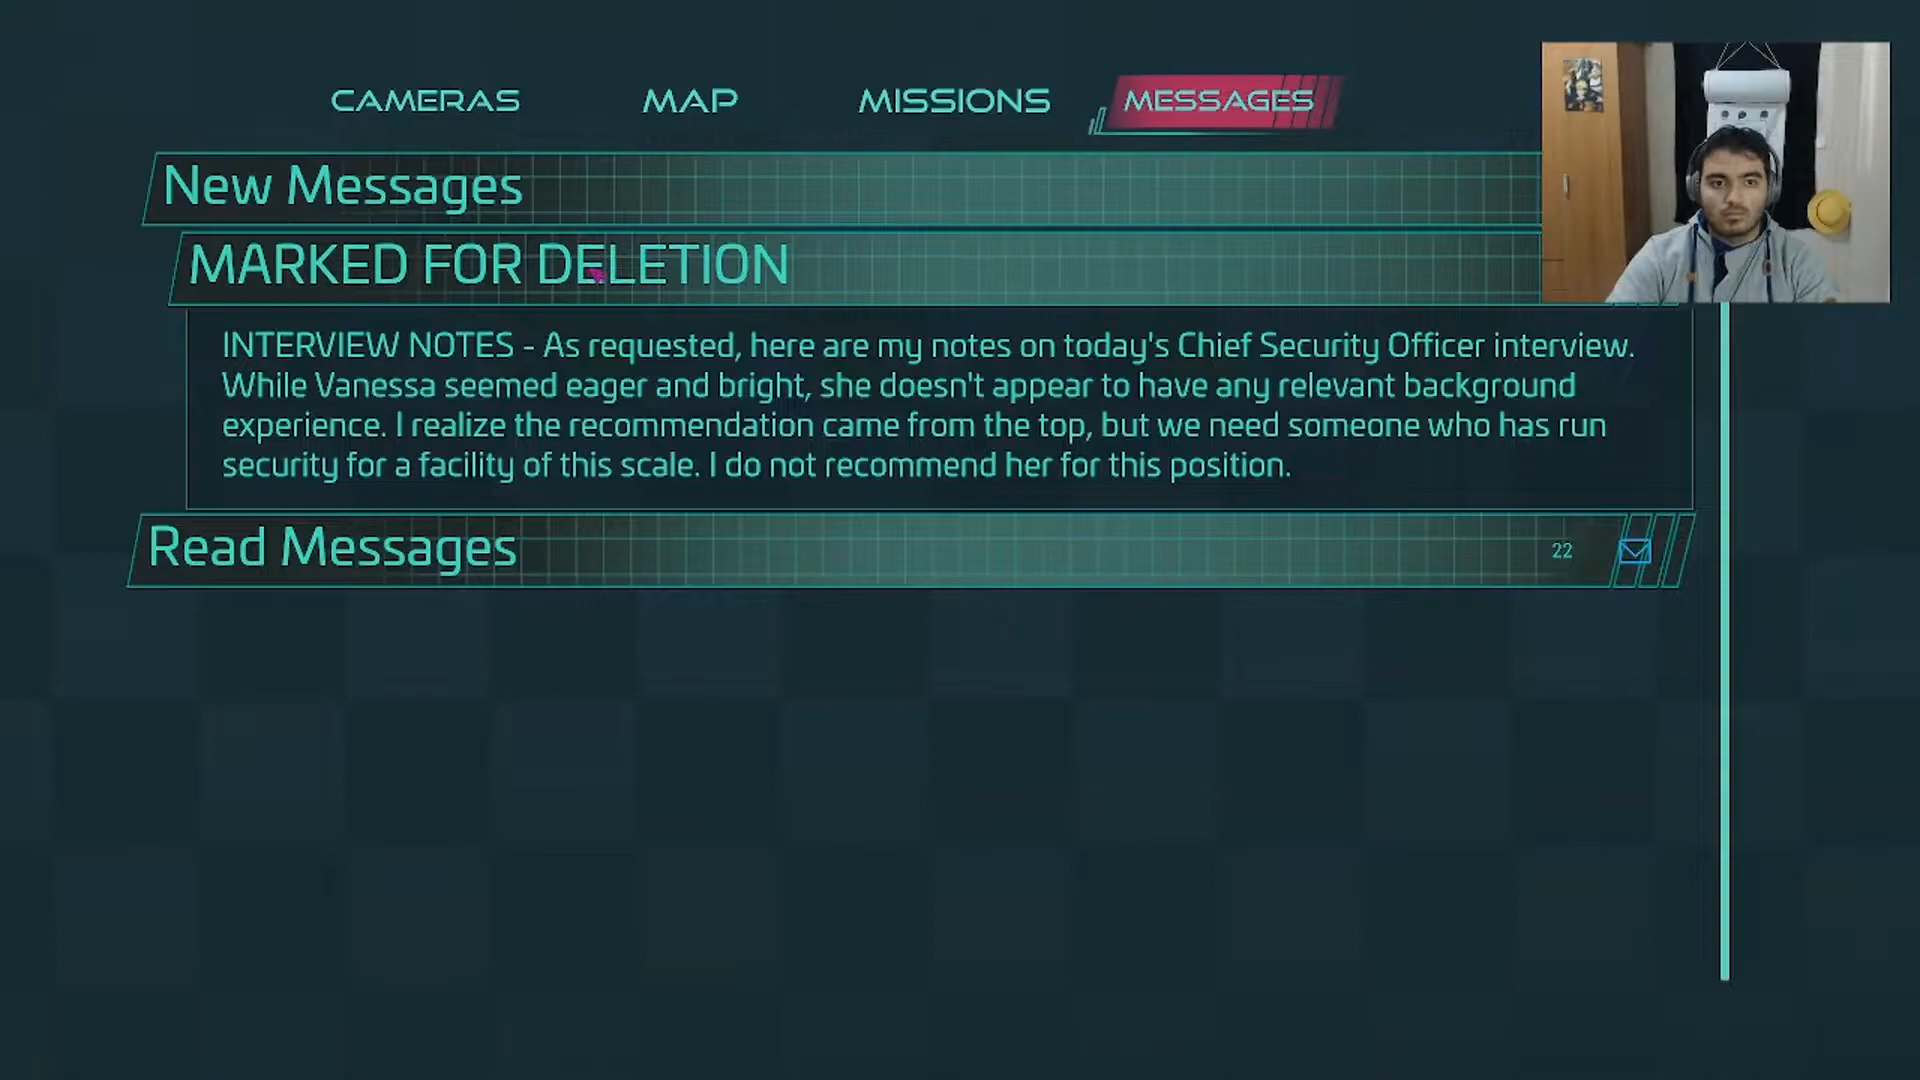 CAMERAS MAP MISSIONS MESSAGES
New Messages
MARKED FOR DELETION
INTERVIEW NOTES - As requested, here are my notes on today's Chief Security Officer interview.
While Vanessa seemed eager and bright, she doesn't appear to have any relevant background
experience. I realize the recommendation came from the top, but we need someone who has run
security for a facility of this scale. I do not recommend her for this position.
Read Messages 22